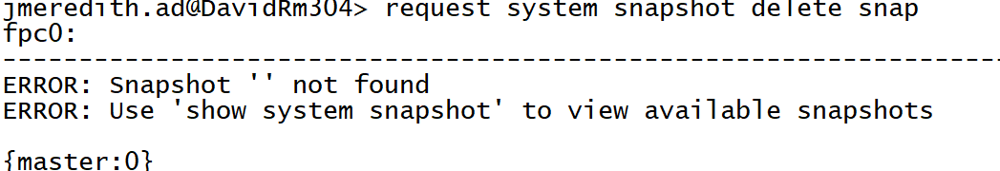 jmeredith.ad@DavidRm304> request system snapshot delete snap
fpc0:
--------------------------------------------------------------------------
ERROR: Snapshot '' not found
ERROR: Use 'show system snapshot' to view available snapshots
{master:0}